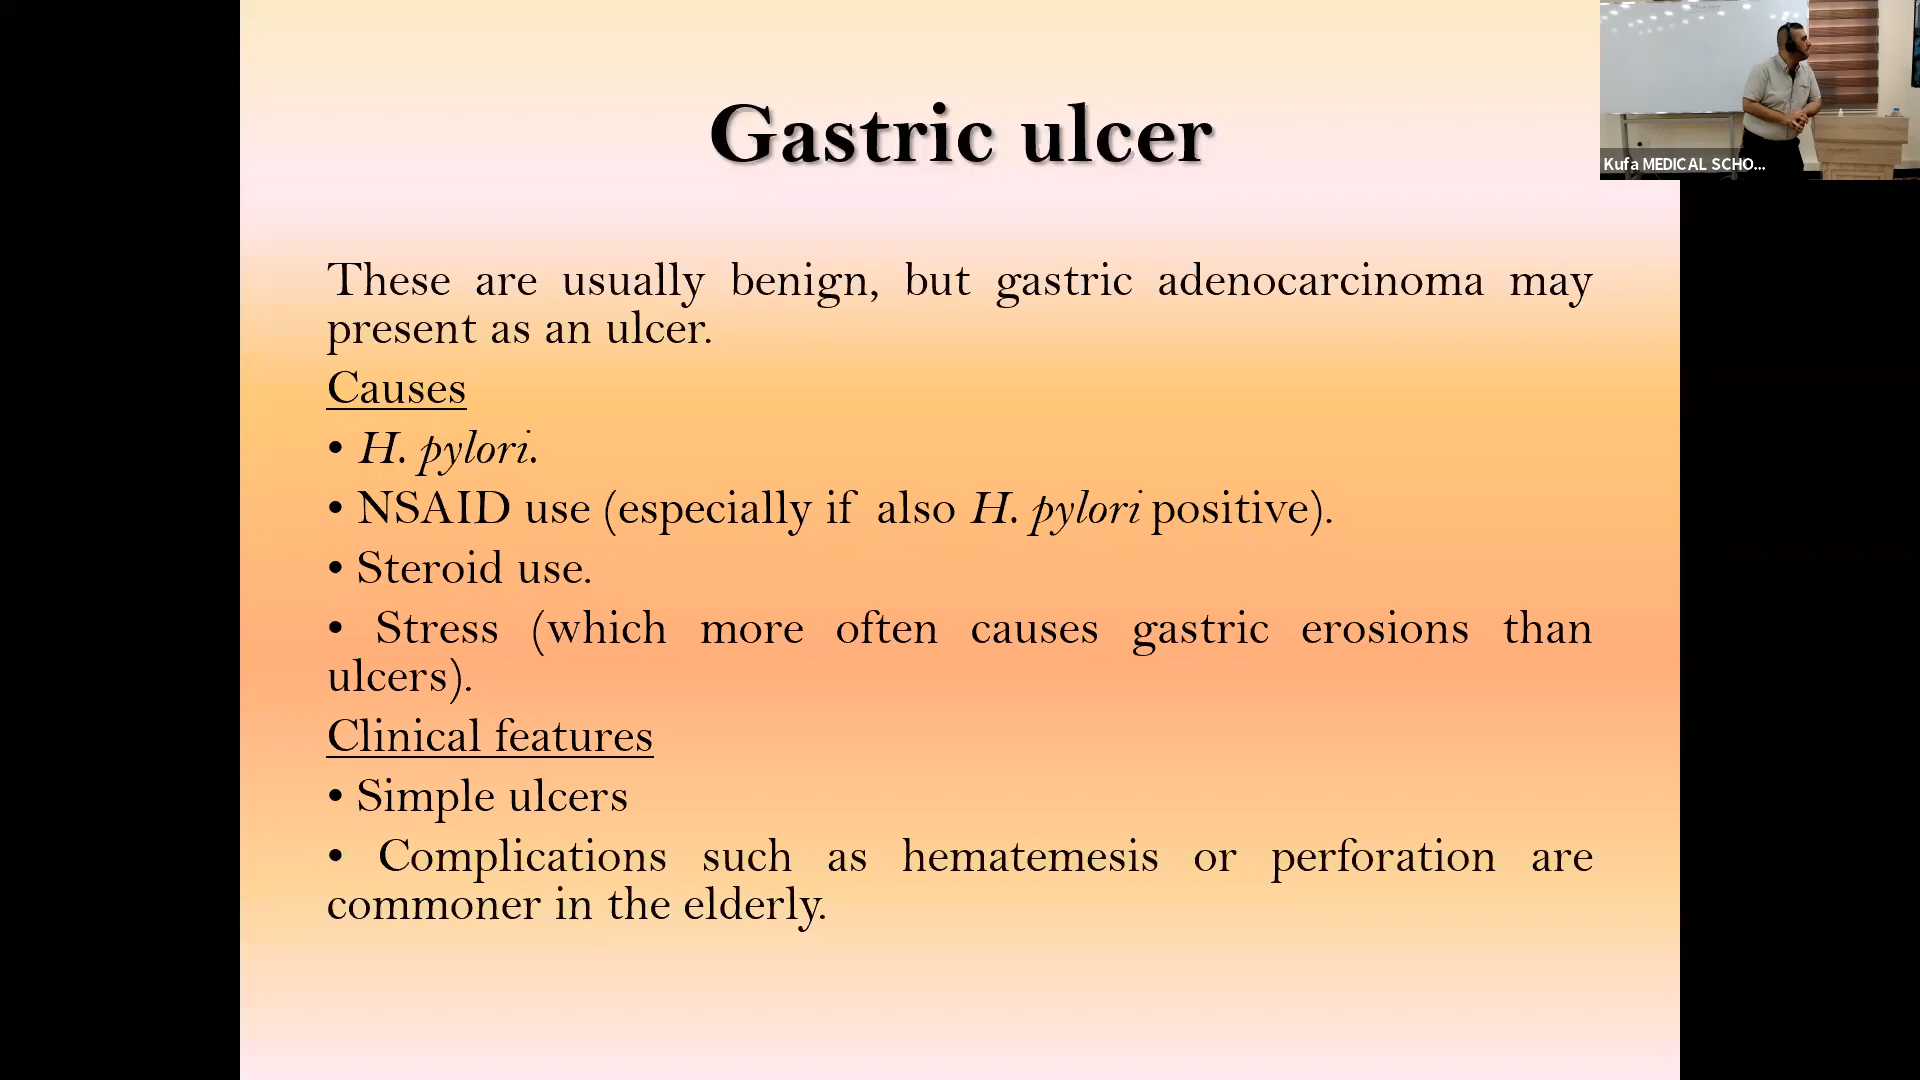 Gastric ulcer
Kufa MEDICAL SCHO...
These are usually benign, but gastric adenocarcinoma may
present as an ulcer.
Causes
• H. pylori.
• NSAID use (especially if also H. pylori positive).
• Steroid use.
• Stress (which more often causes gastric erosions than
ulcers).
Clinical features
• Simple ulcers
• Complications such as hematemesis or perforation are
commoner in the elderly.